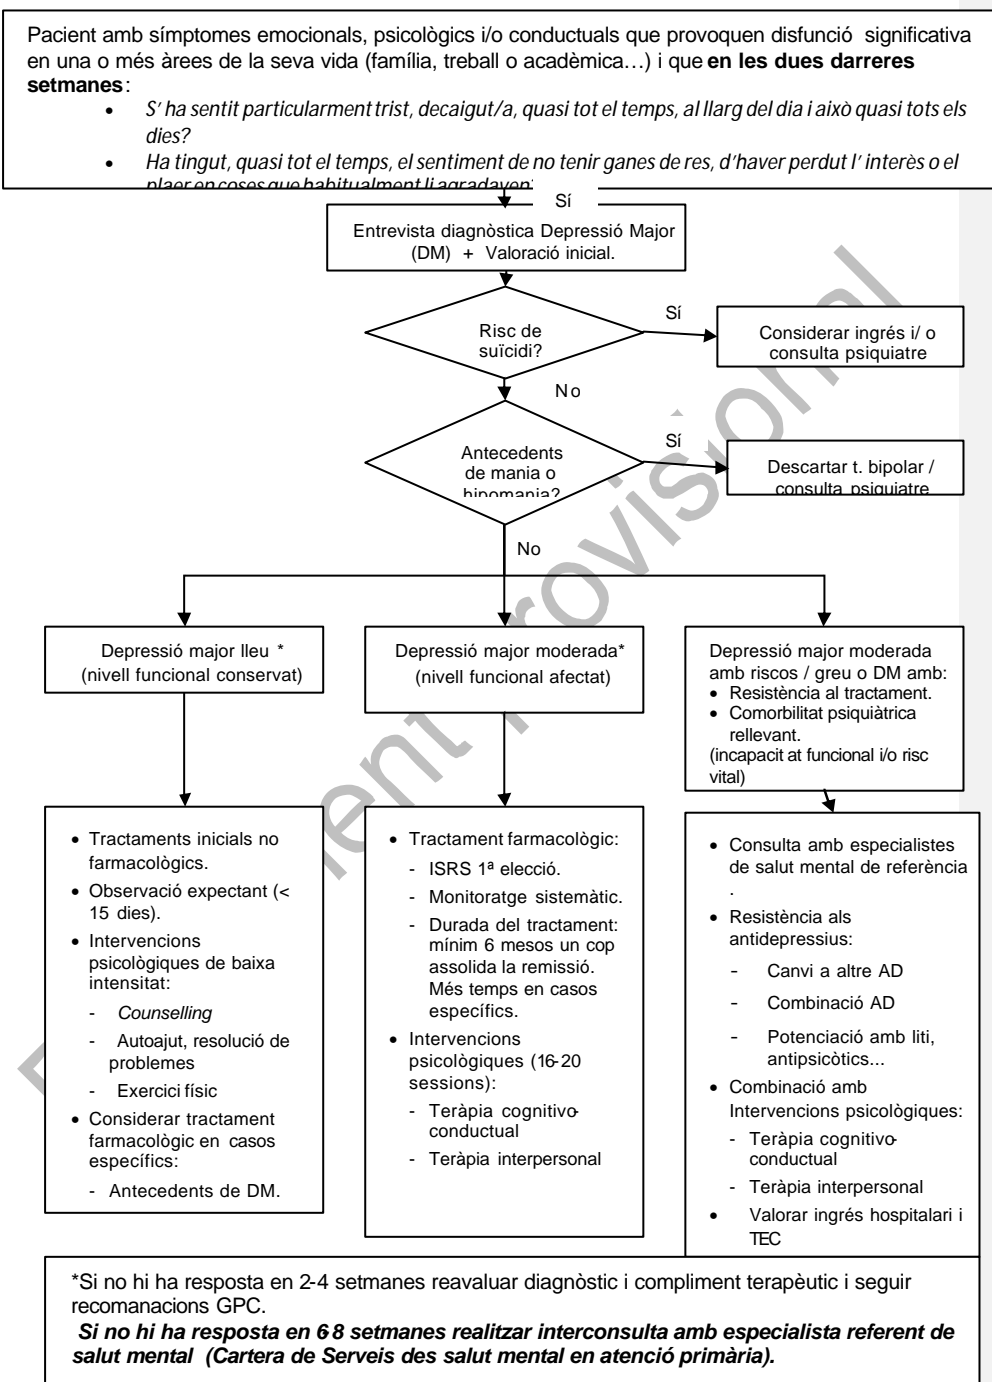 Pacient amb símptomes emocionals, psicològics i/o conductuals que provoquen disfunció significativa
en una o més àrees de la seva vida (família, treball o acadèmica…) i que en les dues darreres
setmanes:
• S' ha sentit particularment trist, decaigut/a, quasi tot el temps, al llarg del dia i això quasi tots els
dies?
• Ha tingut, quasi tot el temps, el sentiment de no tenir ganes de res, d'haver perdut l' interès o el
plaer en coses que habitualment li agradaven?
Sí
Entrevista diagnòstica Depressió Major
(DM) + Valoració inicial.
Risc de
suïcidi?
Sí
Considerar ingrés i/ o
consulta psiquiatre
No
Antecedents
de mania o
hipomania?
Sí
Descartar t. bipolar /
consulta psiquiatre
No
Depressió major lleu *
(nivell funcional conservat)
Depressió major moderada*
(nivell funcional afectat)
Depressió major moderada
amb riscos / greu o DM amb:
• Resistència al tractament.
• Comorbilitat psiquiàtrica
rellevant.
(incapacit at funcional i/o risc
vital)
• Tractaments inicials no
farmacològics.
• Observació expectant (<
15 dies).
• Intervencions
psicològiques de baixa
intensitat:
- Counselling
- Autoajut, resolució de
problemes
- Exercici físic
• Considerar tractament
farmacològic en casos
específics:
- Antecedents de DM.
• Tractament farmacològic:
- ISRS 1ª elecció.
- Monitoratge sistemàtic.
- Durada del tractament:
mínim 6 mesos un cop
assolida la remissió.
Més temps en casos
específics.
• Intervencions
psicològiques (16-20
sessions):
- Teràpia cognitivo-
conductual
- Teràpia interpersonal
• Consulta amb especialistes
de salut mental de referència
.
• Resistència als
antidepressius:
- Canvi a altre AD
- Combinació AD
- Potenciació amb liti,
antipsicòtics...
• Combinació amb
Intervencions psicològiques:
- Teràpia cognitivo-
conductual
- Teràpia interpersonal
• Valorar ingrés hospitalari i
TEC
*Si no hi ha resposta en 2-4 setmanes reavaluar diagnòstic i compliment terapèutic i seguir
recomanacions GPC.
Si no hi ha resposta en 6-8 setmanes realitzar interconsulta amb especialista referent de
salut mental (Cartera de Serveis des salut mental en atenció primària).